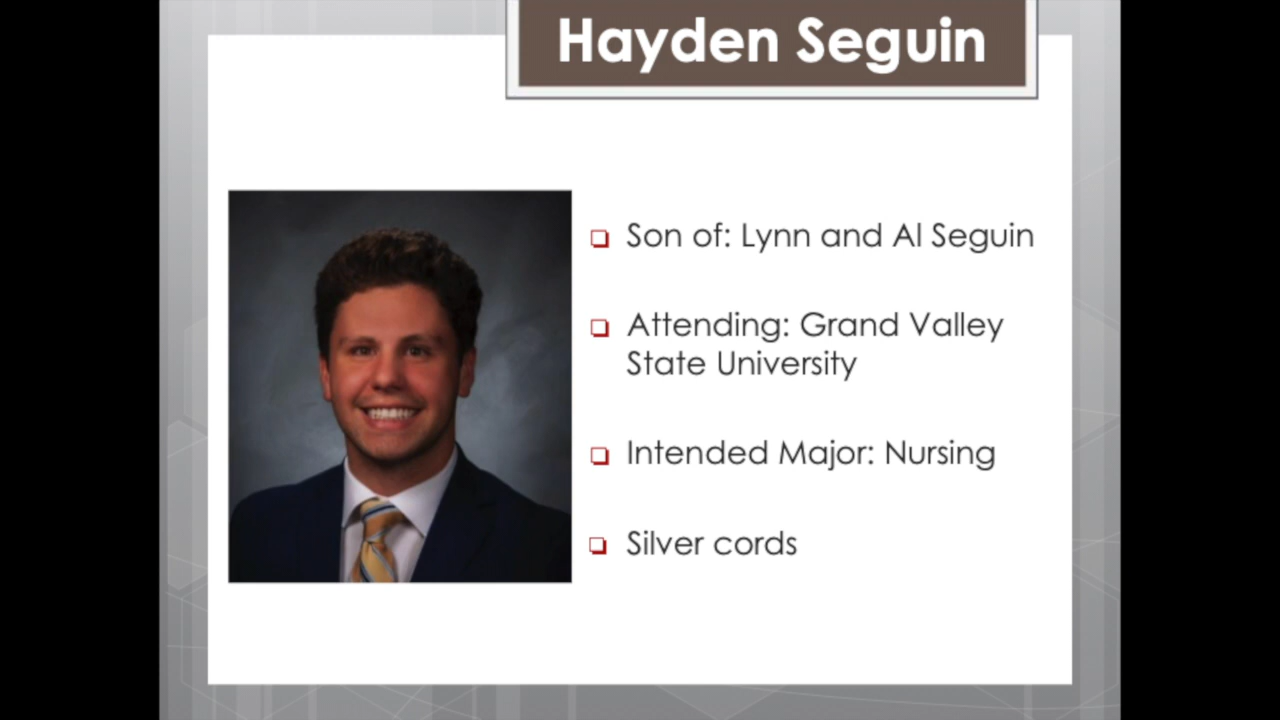 Hayden Seguin
Son of: Lynn and Al Seguin
Attending: Grand Valley
State University
Intended Major: Nursing
Silver cords